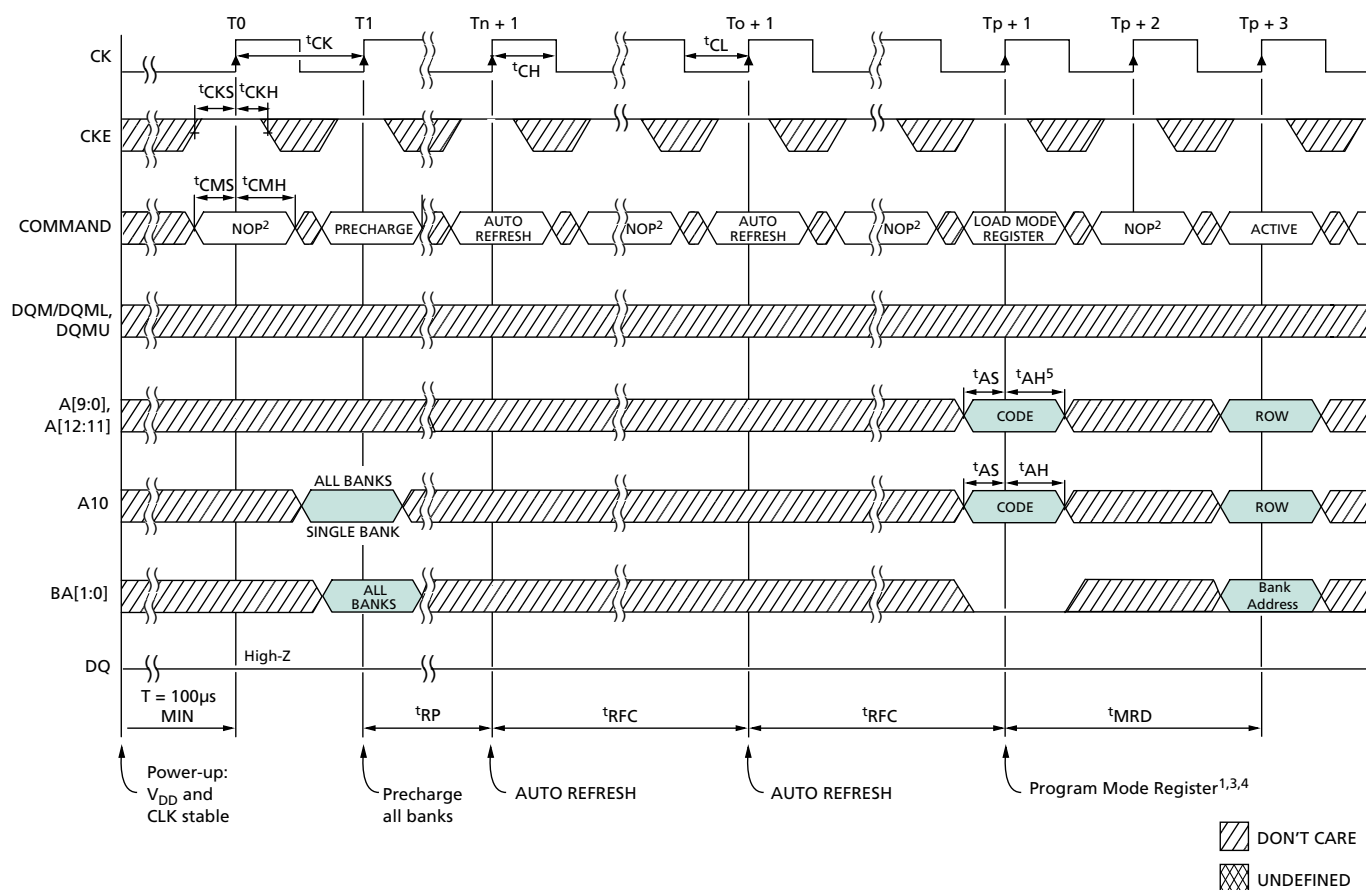 T0 T1 Tn + 1 To + 1 Tp + 1 Tp + 2 Tp + 3
CK
tCK
tCL
tCH
tCKS tCKH
CKE
tCMS tCMH
COMMAND
NOP2 PRECHARGE AUTO REFRESH NOP2 AUTO REFRESH NOP2 LOAD MODE REGISTER NOP2 ACTIVE
DQM/DQML,
DQMU
tAS tAH5
A[9:0],
A[12:11]
CODE ROW
ALL BANKS
tAS tAH
A10
CODE ROW
SINGLE BANK
BA[1:0]
ALL BANKS
Bank Address
DQ
High-Z
T = 100µs
MIN
tRP tRFC tRFC tMRD
Power-up:
VDD and
CLK stable
Precharge
all banks
AUTO REFRESH
AUTO REFRESH
Program Mode Register1,3,4
DON'T CARE
UNDEFINED